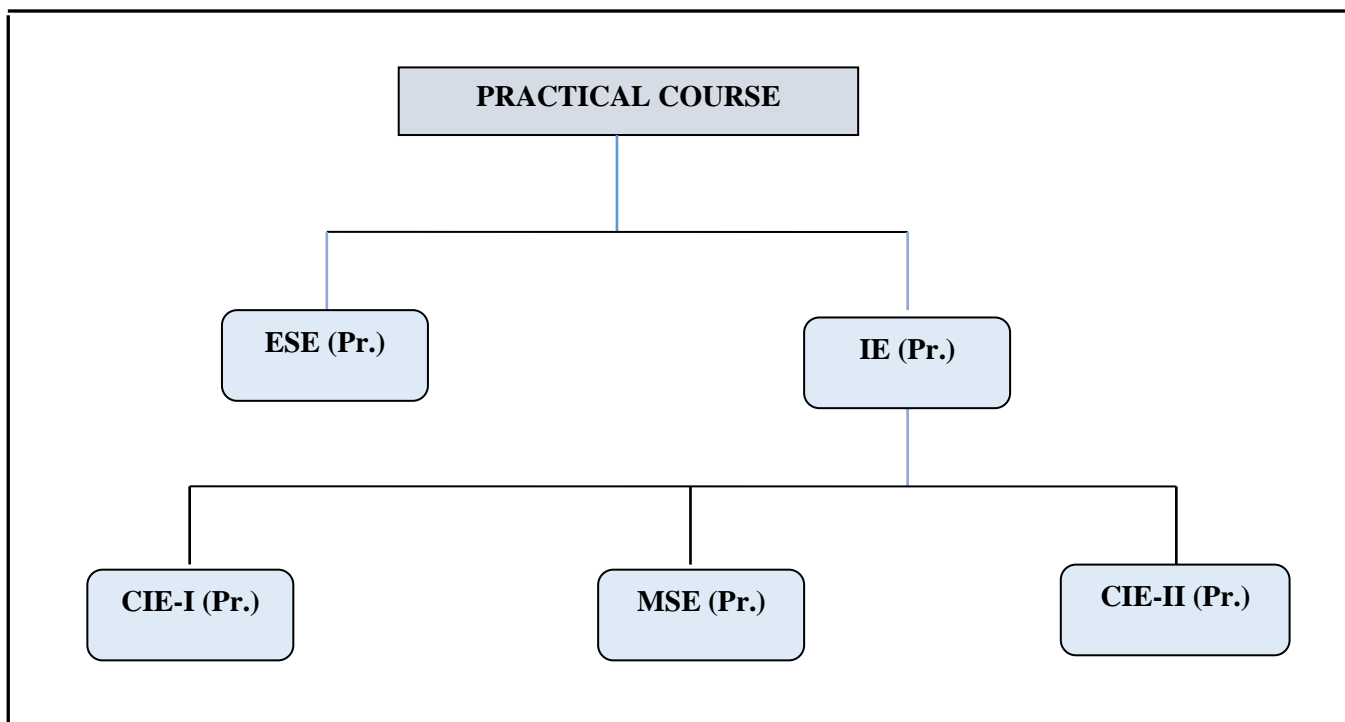 PRACTICAL COURSE
ESE (Pr.)
IE (Pr.)
CIE-I (Pr.)
MSE (Pr.)
CIE-II (Pr.)